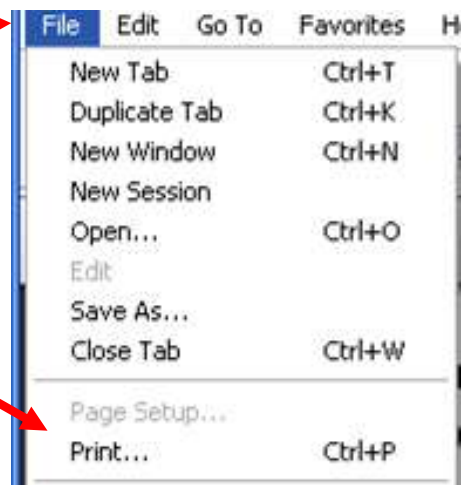 File Edit Go To Favorites
New Tab Ctrl+T
Duplicate Tab Ctrl+K
New Window Ctrl+N
New Session
Open... Ctrl+O
Edit
Save As...
Close Tab Ctrl+W
Page Setup...
Print... Ctrl+P